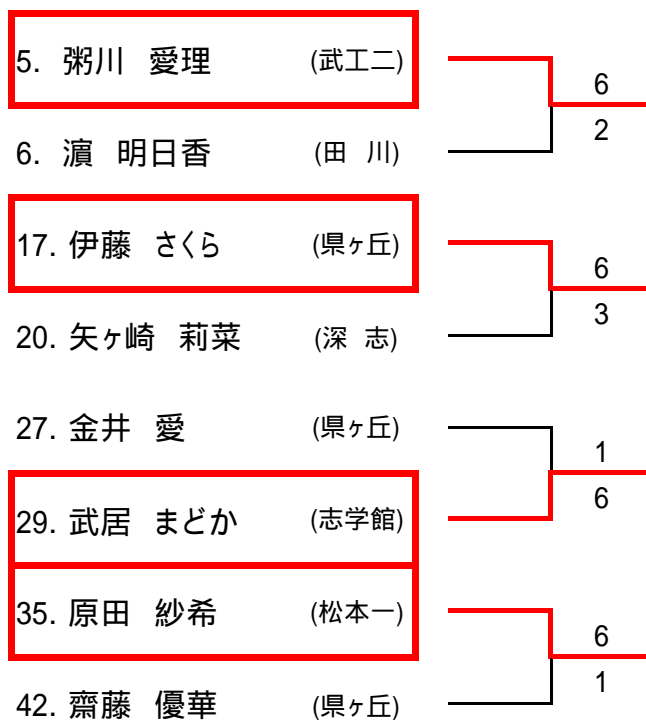 5. 粥川 愛理 (武工二)
6
2
6. 濵 明日香 (田 川)
17. 伊藤 さくら (県ヶ丘)
6
3
20. 矢ヶ崎 莉菜 (深 志)
27. 金井 愛 (県ヶ丘)
1
6
29. 武居 まどか (志学館)
35. 原田 紗希 (松本一)
6
1
42. 齋藤 優華 (県ヶ丘)